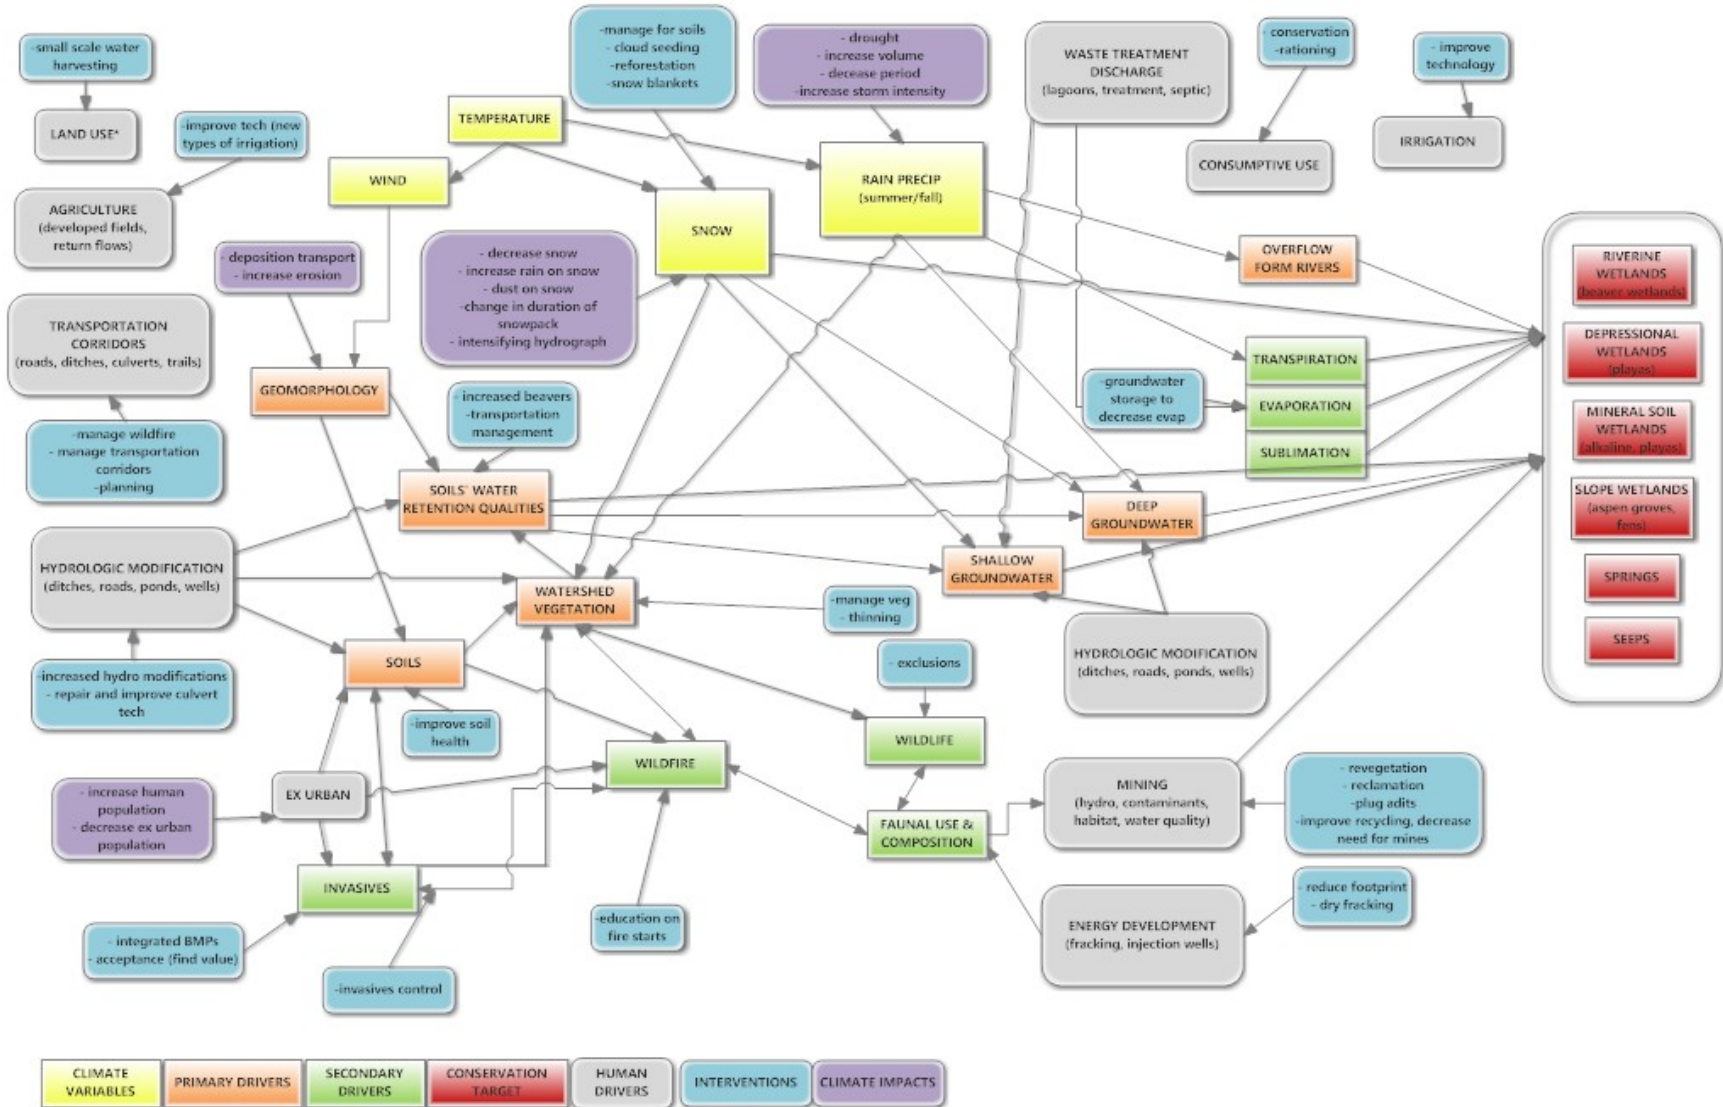 -small scale water
harvesting
LAND USE*
-improve tech (new
types of irrigation)
AGRICULTURE
(developed fields,
return flows)
- deposition transport
- increase erosion
TRANSPORTATION
CORRIDORS
(roads, ditches, culverts, trails)
-manage wildfire
- manage transportation
corridors
-planning
HYDROLOGIC MODIFICATION
(ditches, roads, ponds, wells)
-increased hydro modifications
- repair and improve culvert
tech
- increase human
population
- decrease ex urban
population
EX URBAN
- integrated BMPs
- acceptance (find value)
INVASIVES
-invasives control
TEMPERATURE
WIND
-manage for soils
- cloud seeding
-reforestation
-snow blankets
SNOW
- decrease snow
- increase rain on snow
- dust on snow
-change in duration of
snowpack
- intensifying hydrograph
GEOMORPHOLOGY
- increased beavers
-transportation
management
SOILS' WATER
RETENTION QUALITIES
WATERSHED
VEGETATION
SOILS
-improve soil
health
WILDFIRE
-education on
fire starts
- drought
- increase volume
- decease period
-increase storm intensity
RAIN PRECIP
(summer/fall)
WASTE TREATMENT
DISCHARGE
(lagoons, treatment, septic)
- conservation
-rationing
CONSUMPTIVE USE
- improve
technology
IRRIGATION
OVERFLOW
FORM RIVERS
TRANSPIRATION
EVAPORATION
SUBLIMATION
-groundwater
storage to
decrease evap
DEEP
GROUNDWATER
SHALLOW
GROUNDWATER
-manage veg
- thinning
- exclusions
HYDROLOGIC MODIFICATION
(ditches, roads, ponds, wells)
WILDLIFE
FAUNAL USE &
COMPOSITION
MINING
(hydro, contaminants,
habitat, water quality)
- revegetation
- reclamation
-plug adits
-improve recycling, decrease
need for mines
ENERGY DEVELOPMENT
(fracking, injection wells)
- reduce footprint
- dry fracking
RIVERINE
WETLANDS
(beaver wetlands)
DEPRESSIONAL
WETLANDS
(playas)
MINERAL SOIL
WETLANDS
(alkaline, playas)
SLOPE WETLANDS
(aspen groves,
fens)
SPRINGS
SEEPS
CLIMATE
VARIABLES
PRIMARY DRIVERS
SECONDARY
DRIVERS
CONSERVATION
TARGET
HUMAN
DRIVERS
INTERVENTIONS
CLIMATE IMPACTS